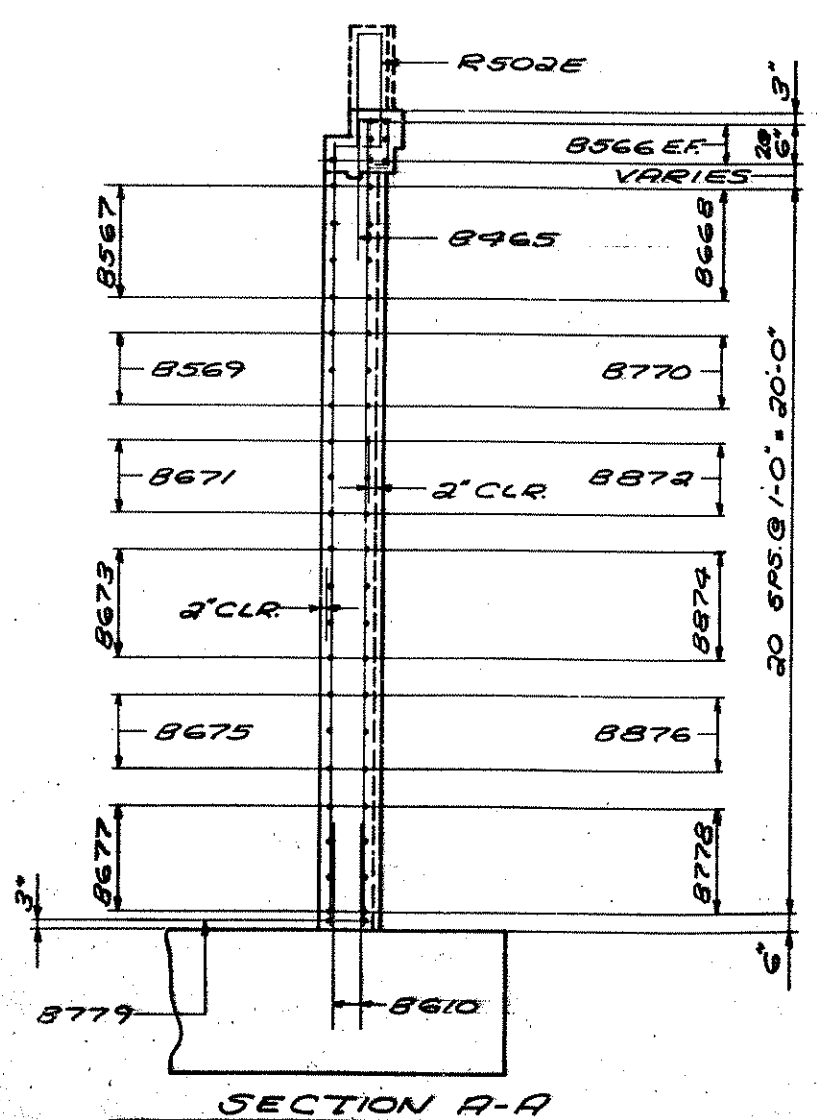 R502E
3"
B566 E.F.
2@
6"
VARIES
B567
B465
B668
B569
B770
B671
2" CLR.
B872
20 SPS. @ 1'-0" = 20'-0"
B673
2" CLR.
B874
B675
B876
B677
B778
3"
6"
B779
B610
SECTION A-A